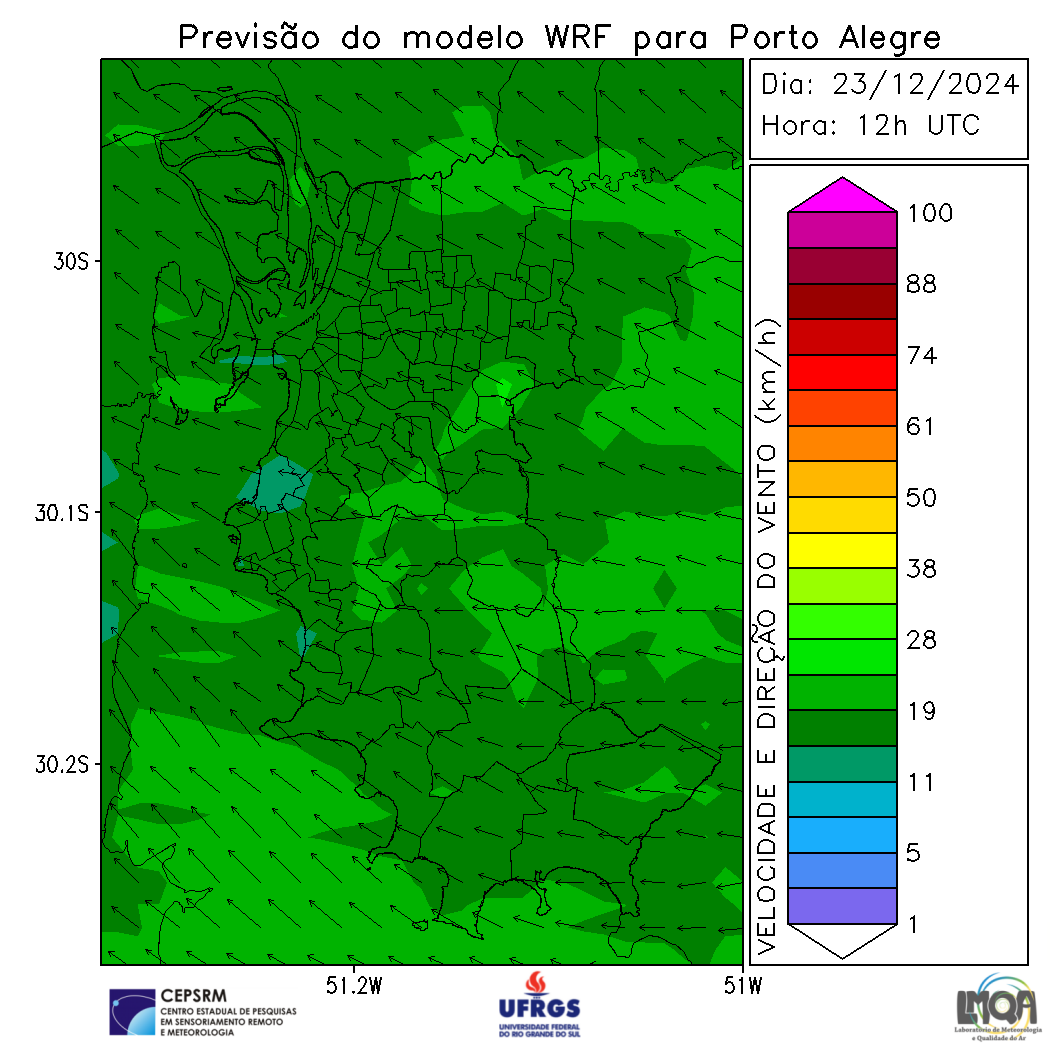 Previsão do modelo WRF para Porto Alegre
Dia: 23/12/2024
Hora: 12h UTC
30S
30.1S
30.2S
51.2W
51W
VELOCIDADE E DIREÇÃO DO VENTO (km/h)
100
88
74
61
50
38
28
19
11
5
1
CEPSRM
CENTRO ESTADUAL DE PESQUISAS
EM SENSORIAMENTO REMOTO
E METEOROLOGIA
UFRGS
UNIVERSIDADE FEDERAL
DO RIO GRANDE DO SUL
LMQA
Laboratório de Meteorologia
e Qualidade do Ar